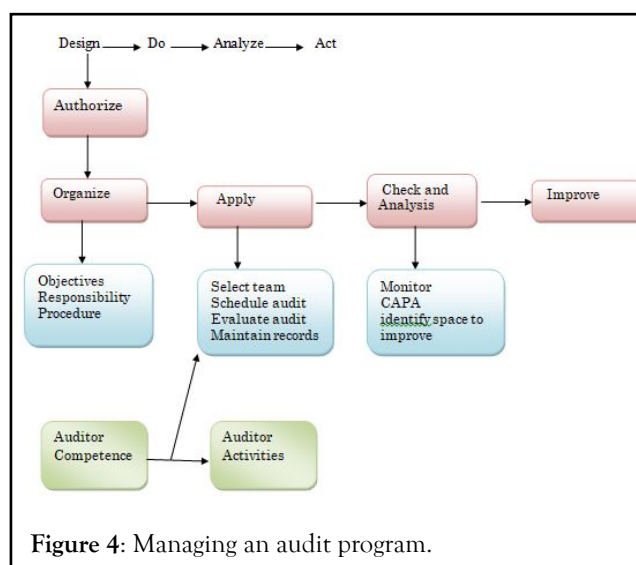 Design Do Analyze Act
Authorize
Organize
Apply
Check and
Analysis
Improve
Objectives
Responsibility
Procedure
Select team
Schedule audit
Evaluate audit
Maintain records
Monitor
CAPA
identify space to
improve
Auditor
Competence
Auditor
Activities
Figure 4: Managing an audit program.